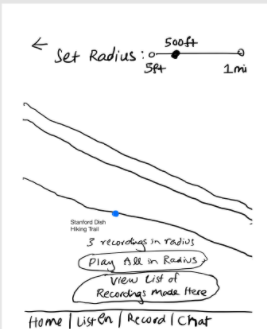 500ft
← Set Radius:
5ft 1mi
Stanford Dish
Hiking Trail
3 recordings in radius
Play All in Radius
View List of
Recordings Made Here
Home | Listen | Record | Chat